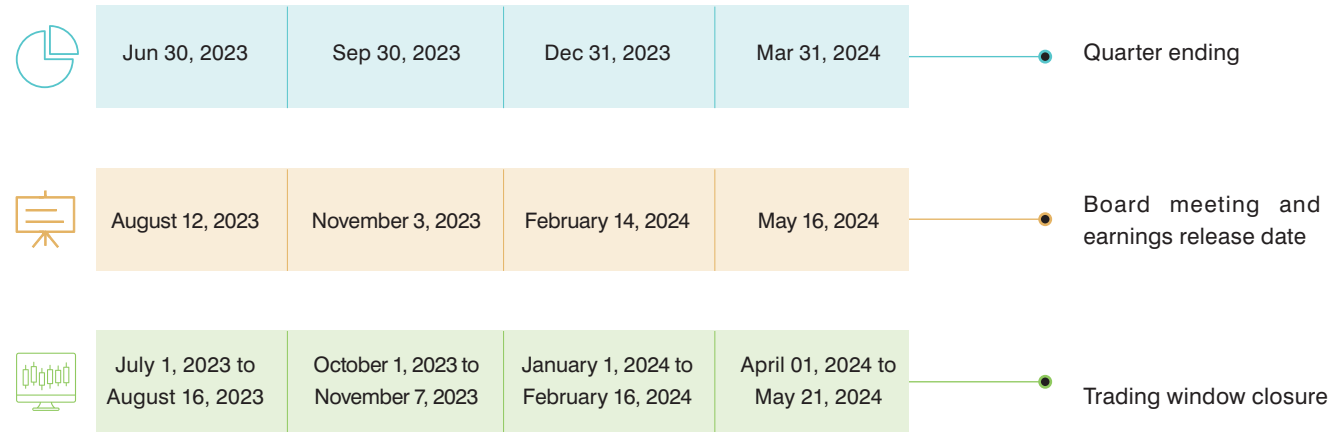 Jun 30, 2023
Sep 30, 2023
Dec 31, 2023
Mar 31, 2024
Quarter ending
August 12, 2023
November 3, 2023
February 14, 2024
May 16, 2024
Board meeting and
earnings release date
July 1, 2023 to
August 16, 2023
October 1, 2023 to
November 7, 2023
January 1, 2024 to
February 16, 2024
April 01, 2024 to
May 21, 2024
Trading window closure